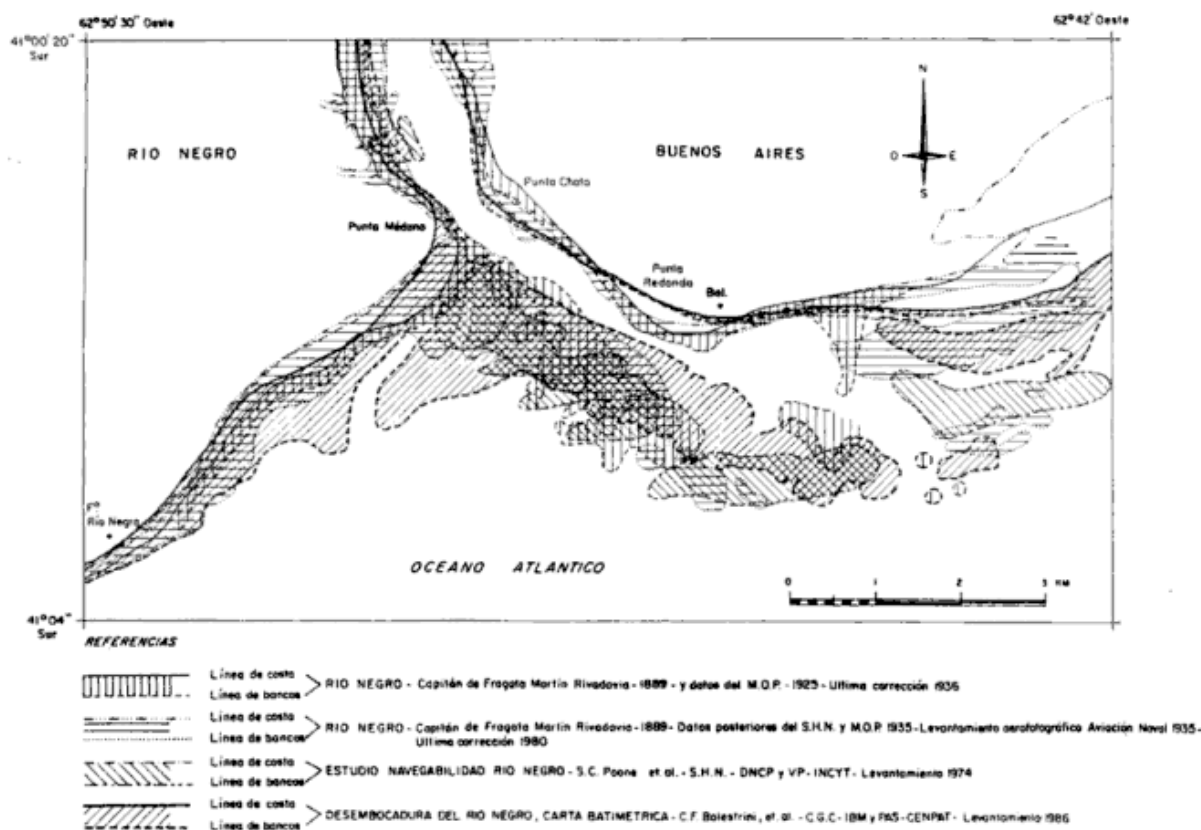 62°50'30" Oeste
62°42' Oeste
41°00'20"
Sur
N
RIO NEGRO
BUENOS AIRES
O E
S
Punta Chata
Punta Médano
Punta
Redonda
Bal.
Río Negro
OCEANO ATLANTICO
0 1 2 3 KM
41°04'
Sur
REFERENCIAS
Línea de costa
Línea de bancos
RIO NEGRO - Capitán de Fragata Martín Rivadavia - 1889 - y datos del M.O.P. - 1925 - Ultima corrección 1936
Línea de costa
Línea de bancos
RIO NEGRO - Capitán de Fragata Martín Rivadavia - 1889 - Datos posteriores del S.H.N. y M.O.P. 1935 - Levantamiento aerofotográfico Aviación Naval 1935 -
Ultima corrección 1980
Línea de costa
Línea de bancos
ESTUDIO NAVEGABILIDAD RIO NEGRO - S.C. Paone et al. - S.H.N. - DNCP y VP - INCYT - Levantamiento 1974
Línea de costa
Línea de bancos
DESEMBOCADURA DEL RIO NEGRO, CARTA BATIMETRICA - C.F. Balestrini, et. al. - C.G.C - IBM y PAS - CENPAT - Levantamiento 1986